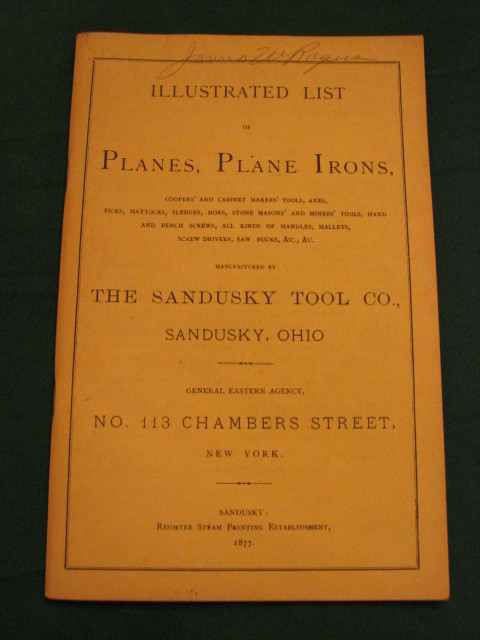 James W Rogers
ILLUSTRATED LIST
OF
PLANES, PLANE IRONS,
COOPERS' AND CABINET MAKERS' TOOLS, AXES,
PICKS, MATTOCKS, SLEDGES, HOES, STONE MASONS' AND MINERS' TOOLS, HAND
AND BENCH SCREWS, ALL KINDS OF HANDLES, MALLETS,
SCREW DRIVERS, SAW BUCKS, &C., &C.
MANUFACTURED BY
THE SANDUSKY TOOL CO.,
SANDUSKY, OHIO
GENERAL EASTERN AGENCY,
NO. 113 CHAMBERS STREET,
NEW YORK.
SANDUSKY:
REGISTER STEAM PRINTING ESTABLISHMENT,
1877.